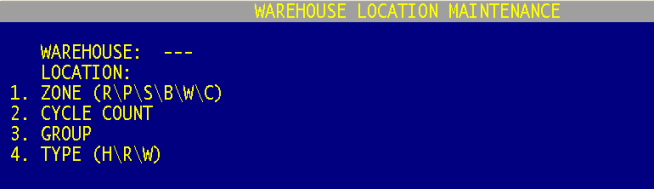 WAREHOUSE LOCATION MAINTENANCE
WAREHOUSE: ---
LOCATION:
1. ZONE (R\P\S\B\W\C)
2. CYCLE COUNT
3. GROUP
4. TYPE (H\R\W)